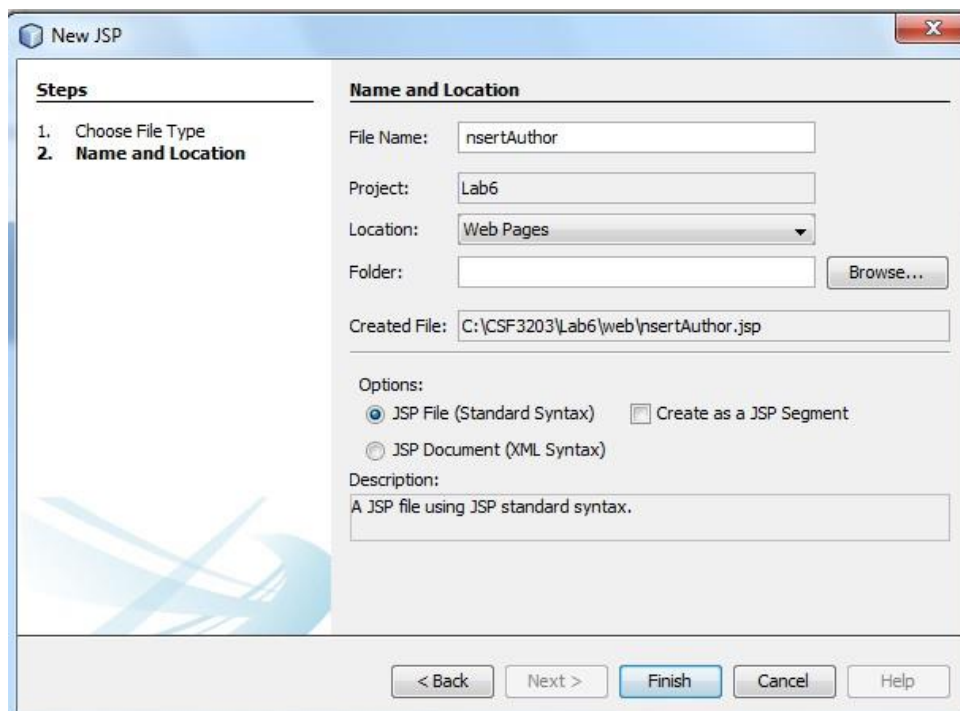 New JSP
Steps
1. Choose File Type
2. Name and Location
Name and Location
File Name: nsertAuthor
Project: Lab6
Location: Web Pages
Folder: Browse...
Created File: C:\CSF3203\Lab6\web\nsertAuthor.jsp
Options:
JSP File (Standard Syntax) Create as a JSP Segment
JSP Document (XML Syntax)
Description:
A JSP file using JSP standard syntax.
< Back Next > Finish Cancel Help